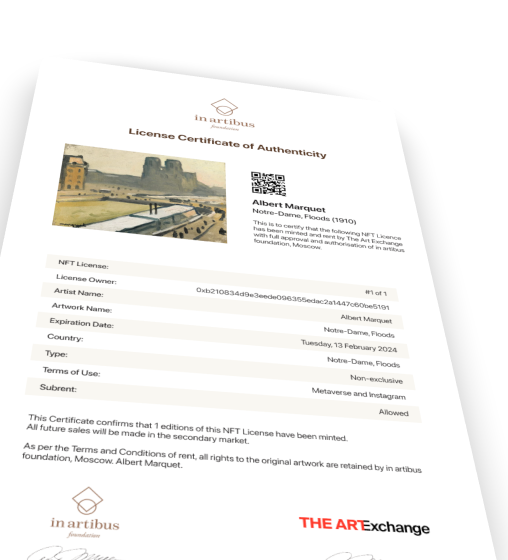 in artibus
foundation
License Certificate of Authenticity
Albert Marquet
Notre-Dame, Floods (1910)
This is to certify that the following NFT Licence
has been minted and rent by The Art Exchange
with full approval and authorisation of in artibus
foundation, Moscow.
NFT License: #1 of 1
License Owner: 0xb210834d9e3eede096355edac2a1447c60be5191
Artist Name: Albert Marquet
Artwork Name: Notre-Dame, Floods
Expiration Date: Tuesday, 13 February 2024
Country: Notre-Dame, Floods
Type: Non-exclusive
Terms of Use: Metaverse and Instagram
Subrent: Allowed
This Certificate confirms that 1 editions of this NFT License have been minted.
All future sales will be made in the secondary market.
As per the Terms and Conditions of rent, all rights to the original artwork are retained by in artibus
foundation, Moscow. Albert Marquet.
in artibus
foundation
THE ARTExchange